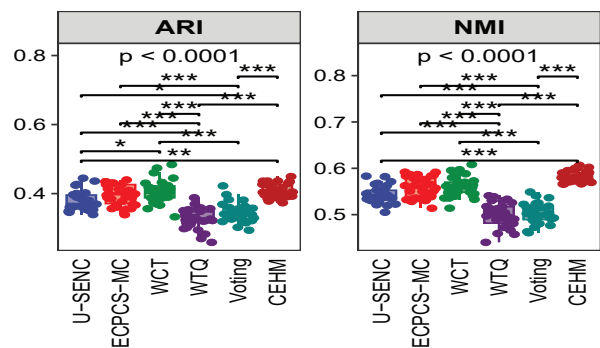 ARI
NMI
p < 0.0001
p < 0.0001
0.8
0.6
0.4
0.8
0.7
0.6
0.5
***
***
*
***
***
***
***
***
*
**
***
***
***
***
***
***
***
***
***
U-SENC
ECPCS-MC
WCT
WTQ
Voting
CEHM
U-SENC
ECPCS-MC
WCT
WTQ
Voting
CEHM